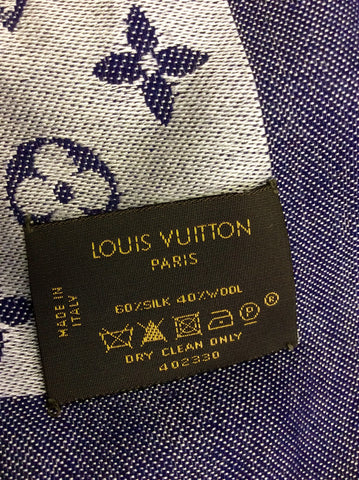 LOUIS VUITTON
PARIS
MADE IN
ITALY
60%SILK 40%WOOL
P ®
DRY CLEAN ONLY
402330